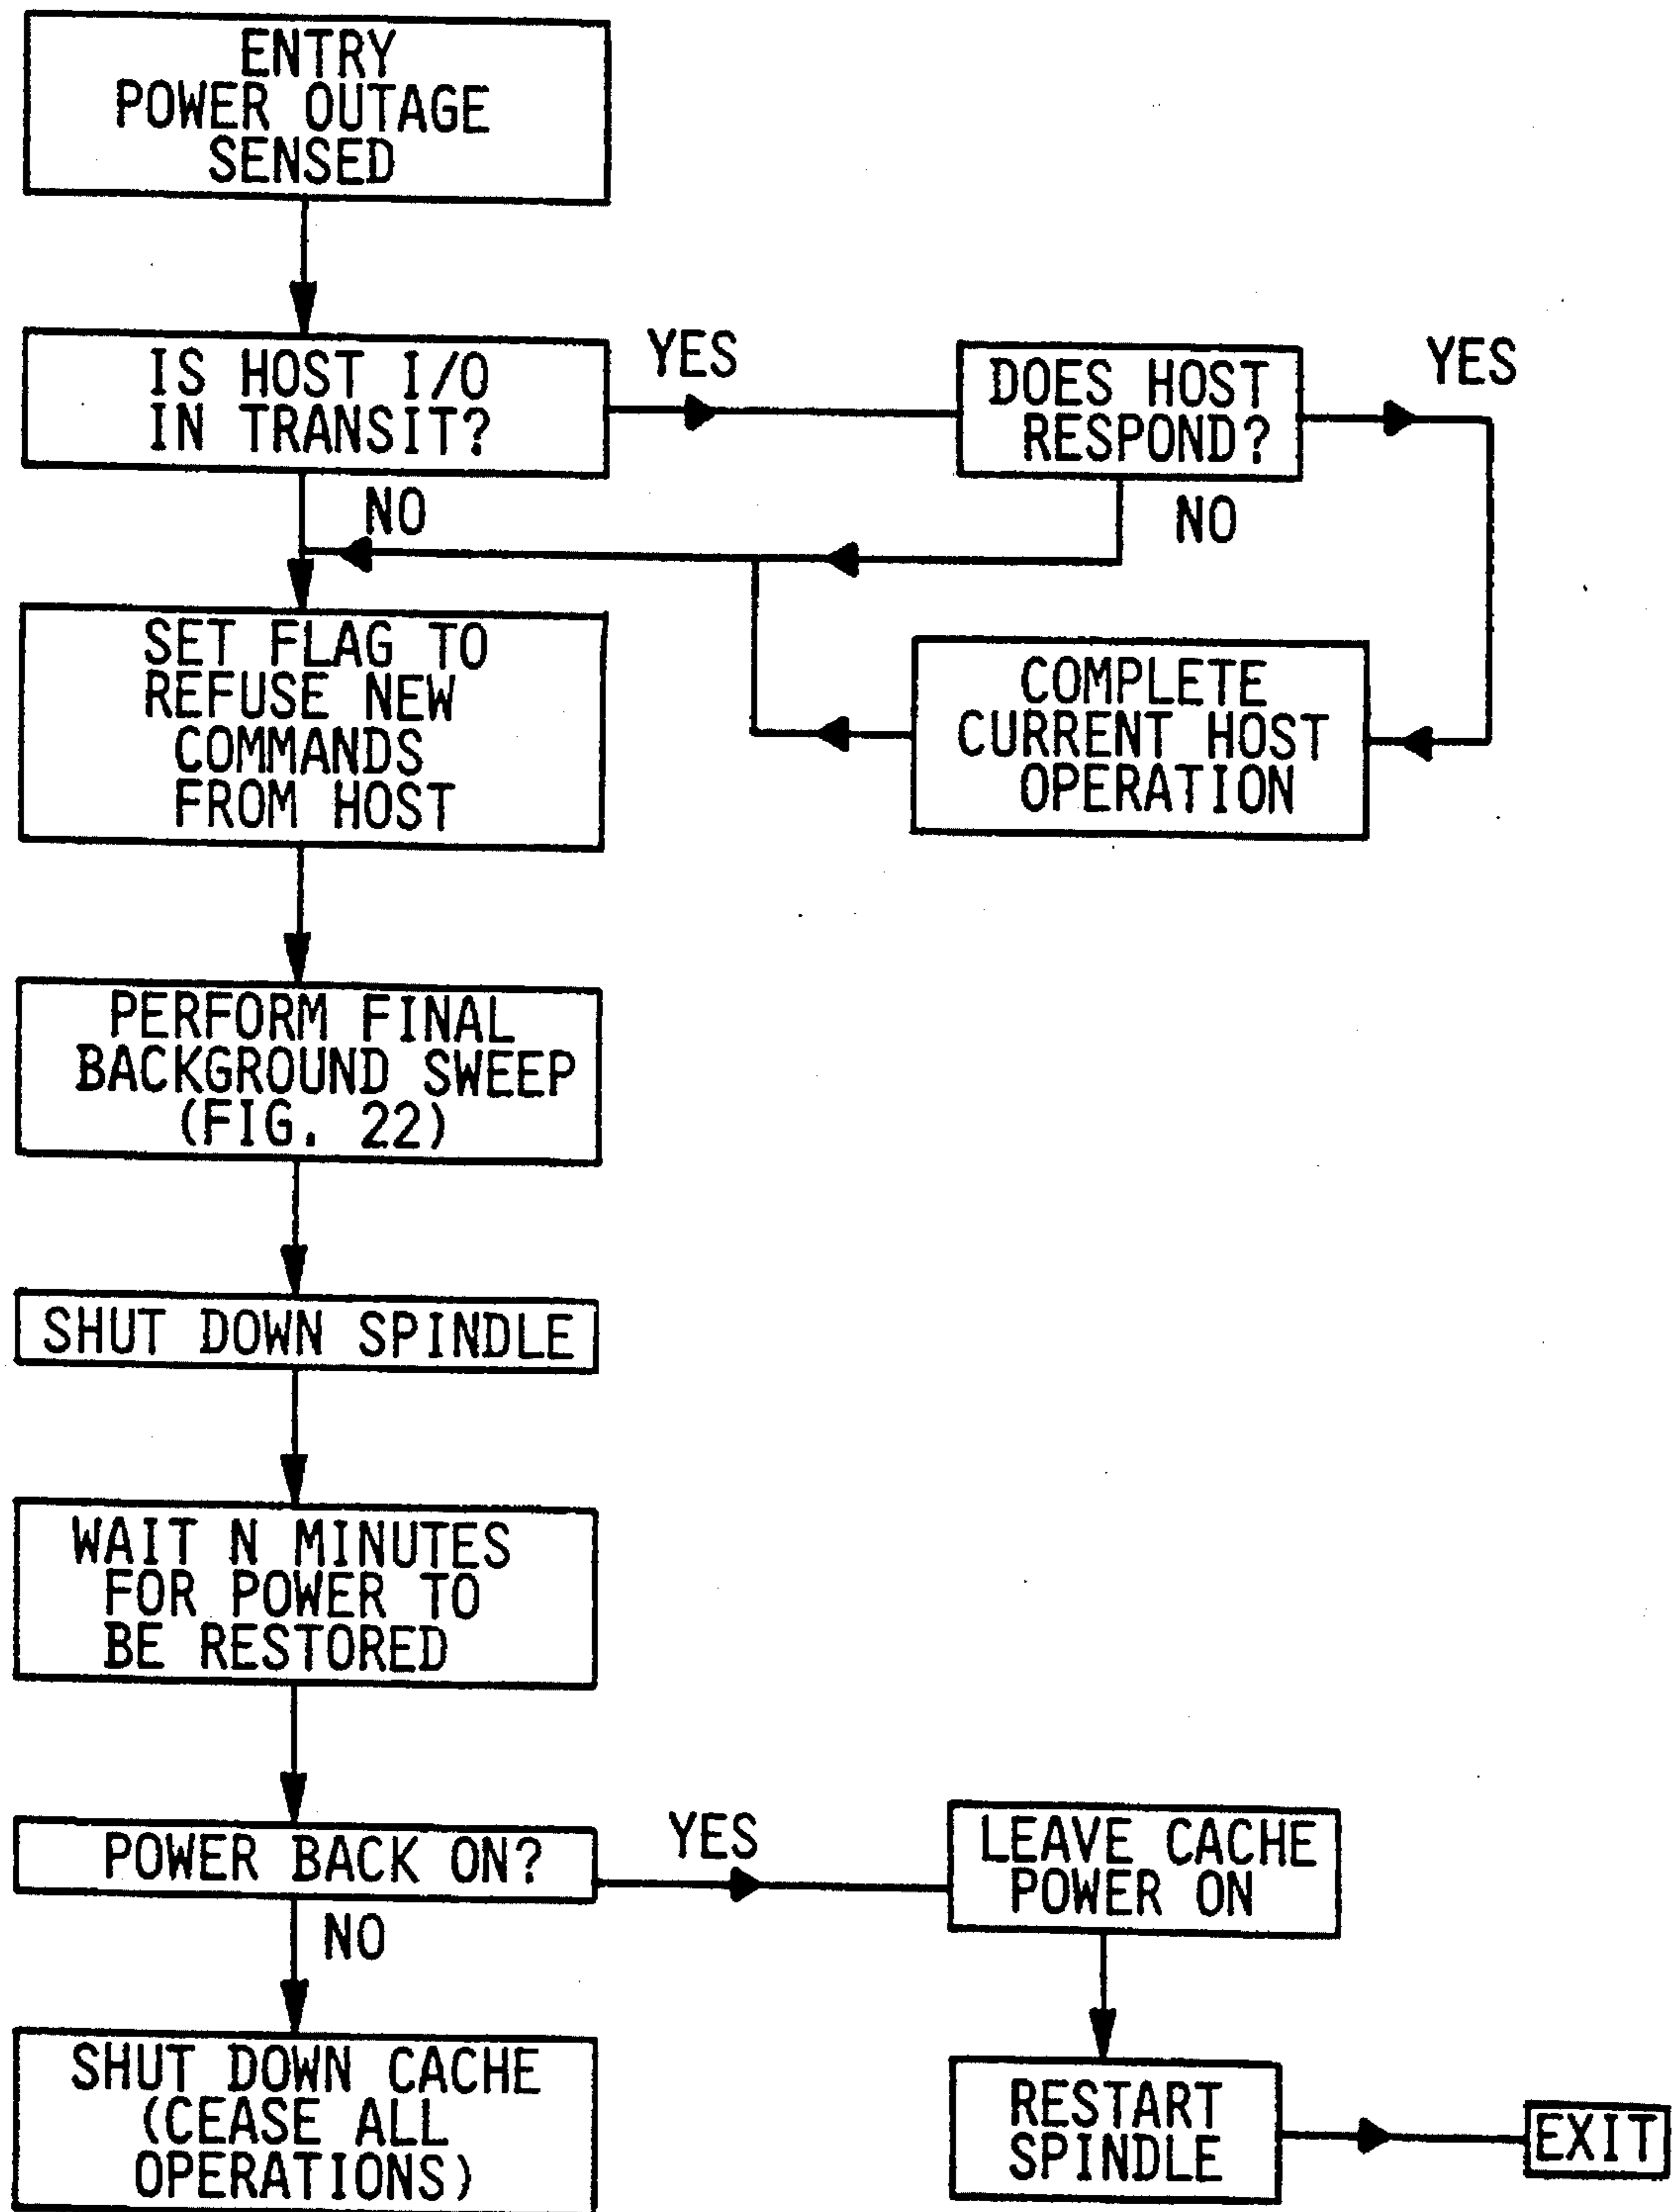 ENTRY
POWER OUTAGE
SENSED
IS HOST I/O
IN TRANSIT?
YES
DOES HOST
RESPOND?
YES
NO
NO
SET FLAG TO
REFUSE NEW
COMMANDS
FROM HOST
COMPLETE
CURRENT HOST
OPERATION
PERFORM FINAL
BACKGROUND SWEEP
(FIG. 22)
SHUT DOWN SPINDLE
WAIT N MINUTES
FOR POWER TO
BE RESTORED
POWER BACK ON?
YES
LEAVE CACHE
POWER ON
NO
SHUT DOWN CACHE
(CEASE ALL
OPERATIONS)
RESTART
SPINDLE
EXIT